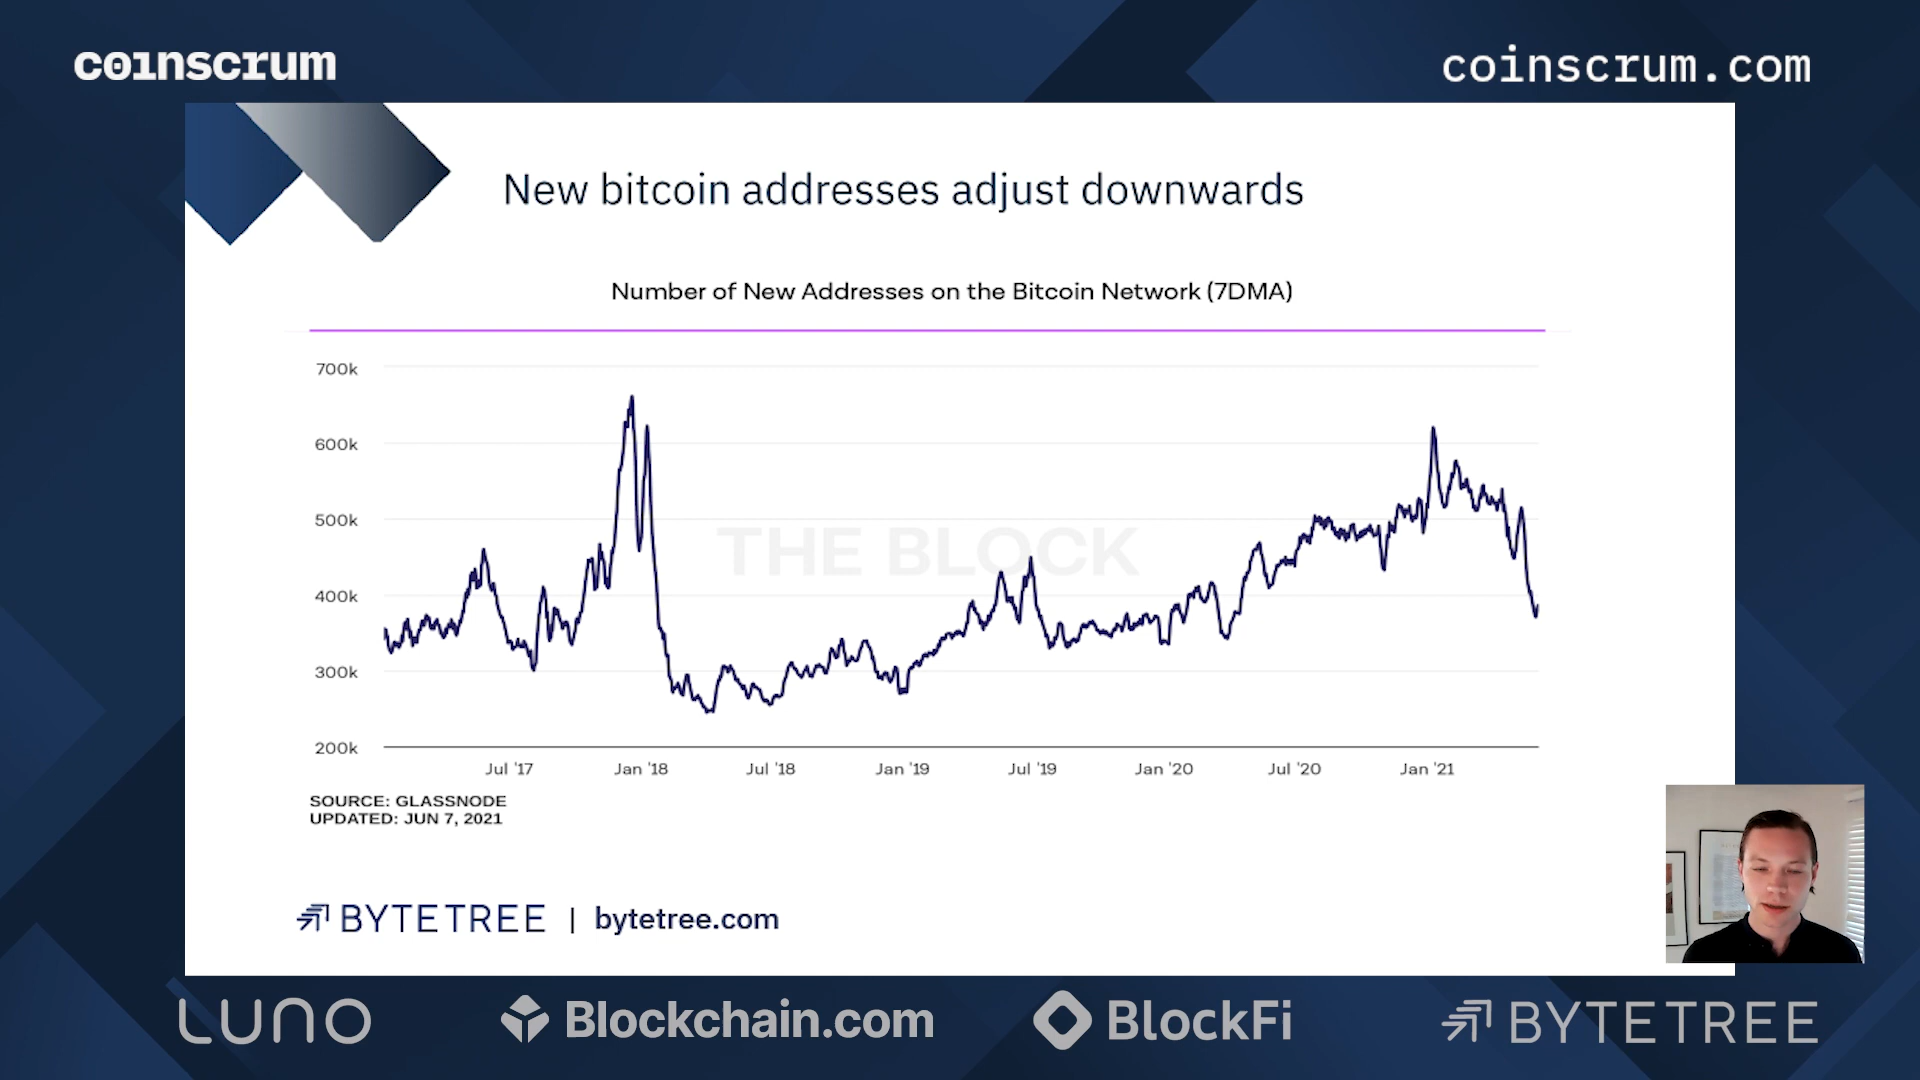 coinscrum
coinscrum.com
New bitcoin addresses adjust downwards
Number of New Addresses on the Bitcoin Network (7DMA)
700k
600k
500k
400k
300k
200k
THE BLOCK
Jul '17
Jan '18
Jul '18
Jan '19
Jul '19
Jan '20
Jul '20
Jan '21
SOURCE: GLASSNODE
UPDATED: JUN 7, 2021
BYTETREE | bytetree.com
LUNO
Blockchain.com
BlockFi
BYTETREE